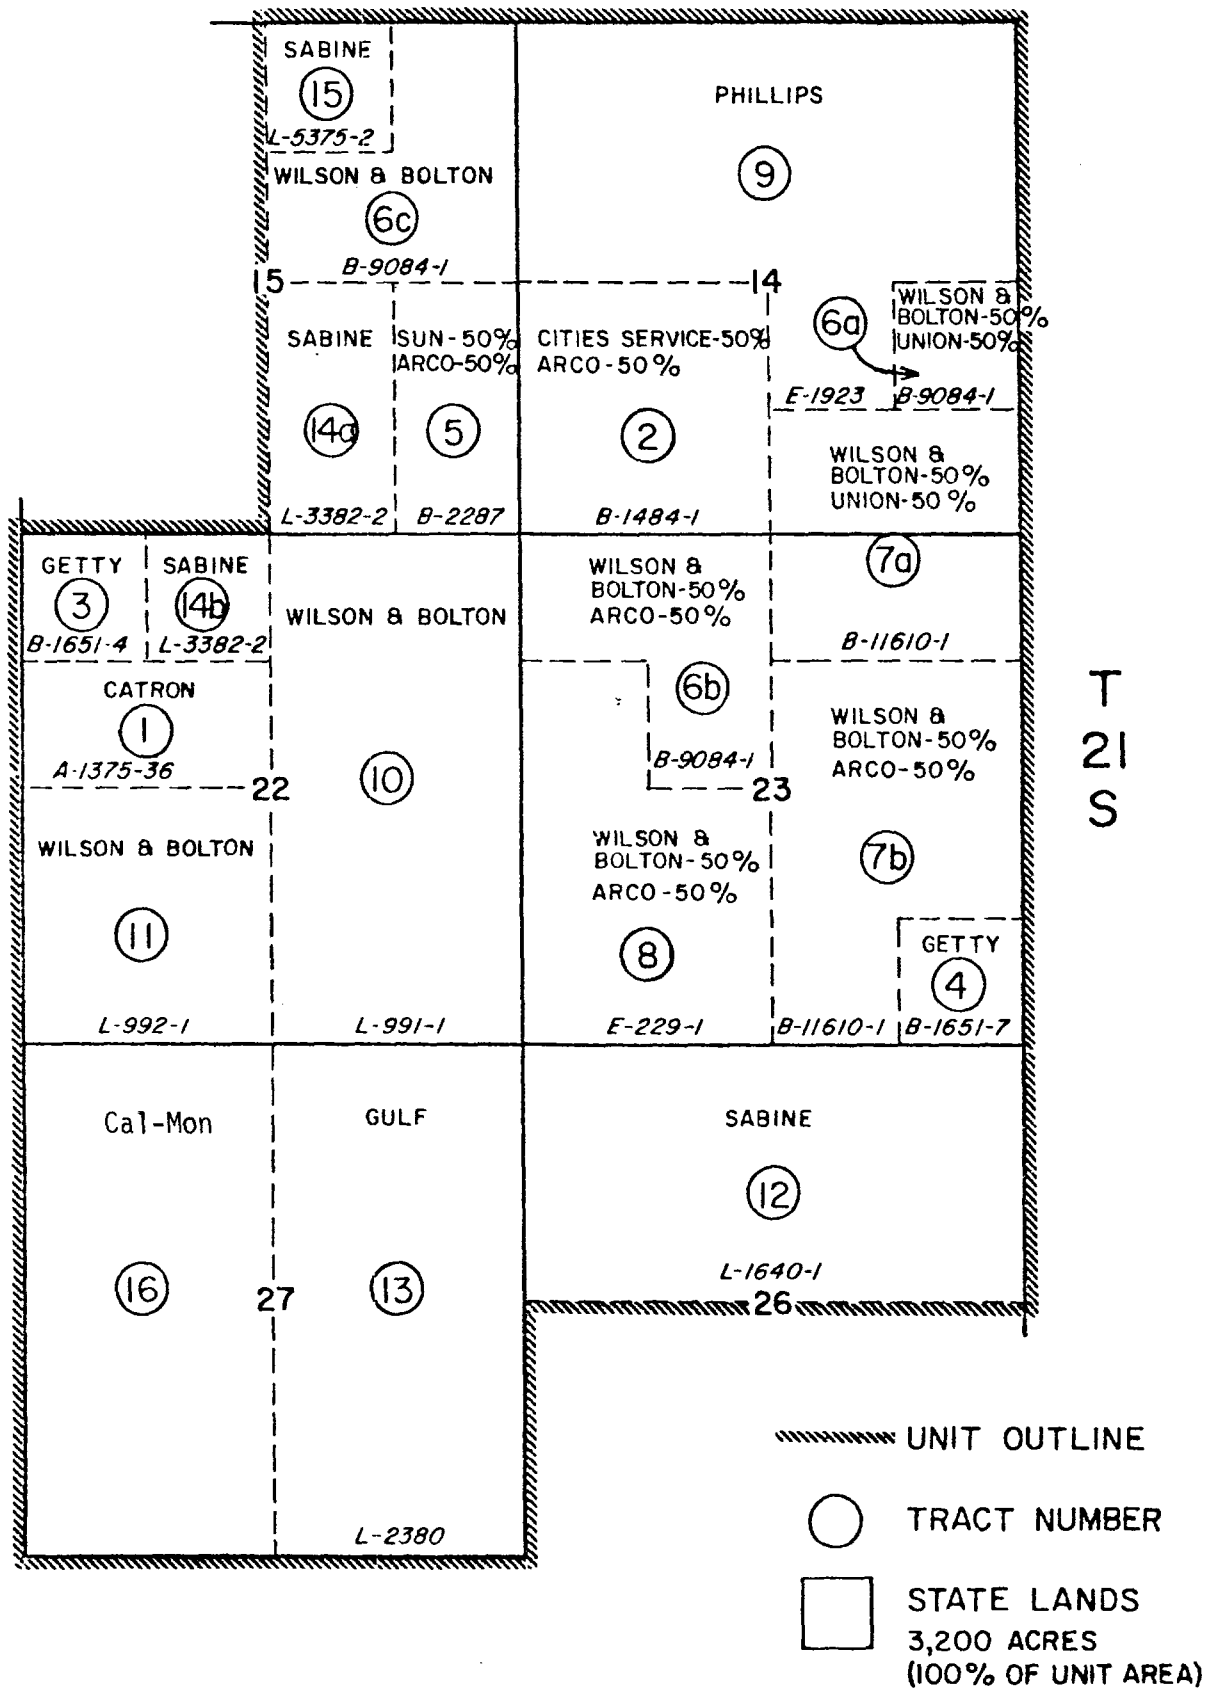 SABINE
15
L-5375-2
WILSON & BOLTON
6c
B-9084-1
PHILLIPS
9
15
14
SABINE
14a
L-3382-2
SUN-50%
ARCO-50%
5
B-2287
CITIES SERVICE-50%
ARCO-50%
2
B-1484-1
6a
E-1923
WILSON &
BOLTON-50%
UNION-50%
B-9084-1
WILSON &
BOLTON-50%
UNION-50%
7a
B-11610-1
GETTY
3
B-1651-4
SABINE
14b
L-3382-2
CATRON
1
A-1375-36
22
WILSON & BOLTON
11
L-992-1
WILSON & BOLTON
10
L-991-1
WILSON &
BOLTON-50%
ARCO-50%
6b
B-9084-1
23
WILSON &
BOLTON-50%
ARCO-50%
8
E-229-1
WILSON &
BOLTON-50%
ARCO-50%
7b
B-11610-1
GETTY
4
B-1651-7
T
21
S
Cal-Mon
16
27
GULF
13
L-2380
SABINE
12
L-1640-1
26
UNIT OUTLINE
TRACT NUMBER
STATE LANDS
3,200 ACRES
(100% OF UNIT AREA)